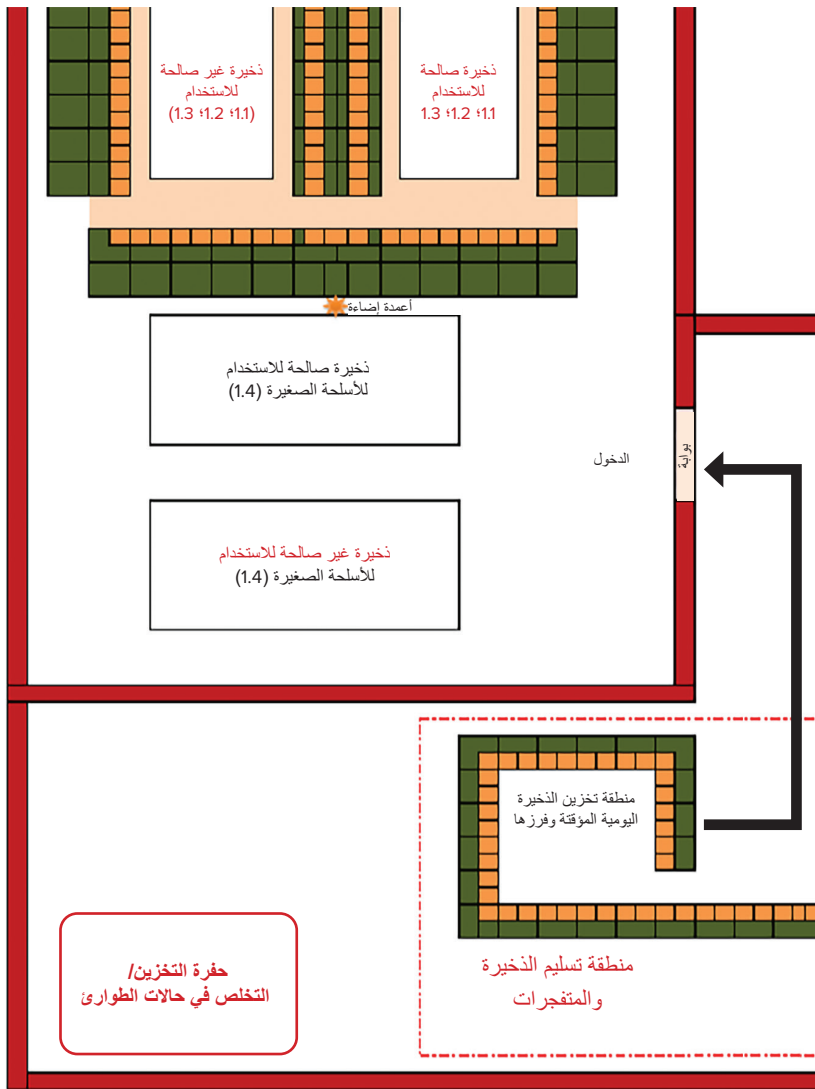 ذخيرة صالحة
للاستخدام
1.1؛ 1.2؛ 1.3
ذخيرة غير صالحة
للاستخدام
(1.1؛ 1.2؛ 1.3)
أعمدة إضاءة
ذخيرة صالحة للاستخدام
للأسلحة الصغيرة (1.4)
بوابة
الدخول
ذخيرة غير صالحة للاستخدام
للأسلحة الصغيرة (1.4)
منطقة تخزين الذخيرة
اليومية المؤقتة وفرزها
منطقة تسليم الذخيرة
والمتفجرات
حفرة التخزين/
التخلص في حالات الطوارئ